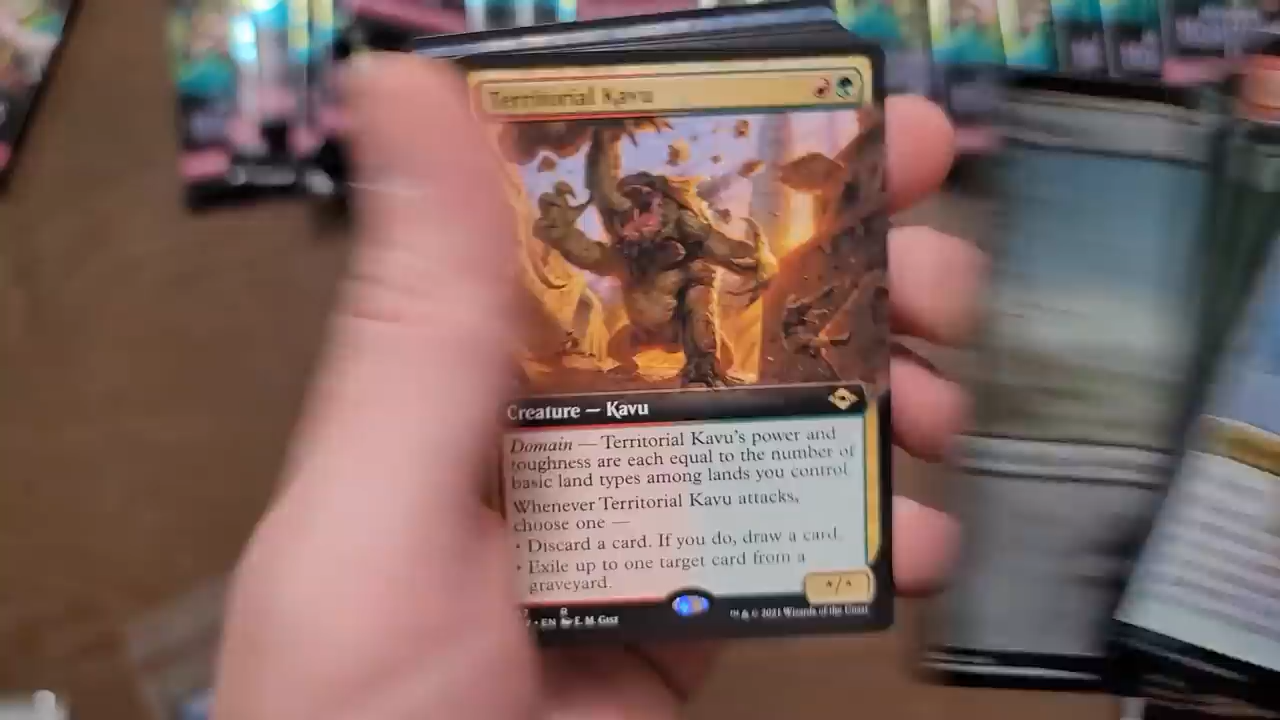 Territorial Kavu
Creature — Kavu
Domain — Territorial Kavu's power and
toughness are each equal to the number of
basic land types among lands you control.
Whenever Territorial Kavu attacks,
choose one —
• Discard a card. If you do, draw a card.
• Exile up to one target card from a
graveyard.
*/*
R
• EN E. M. Gist
™ & © 2021 Wizards of the Coast